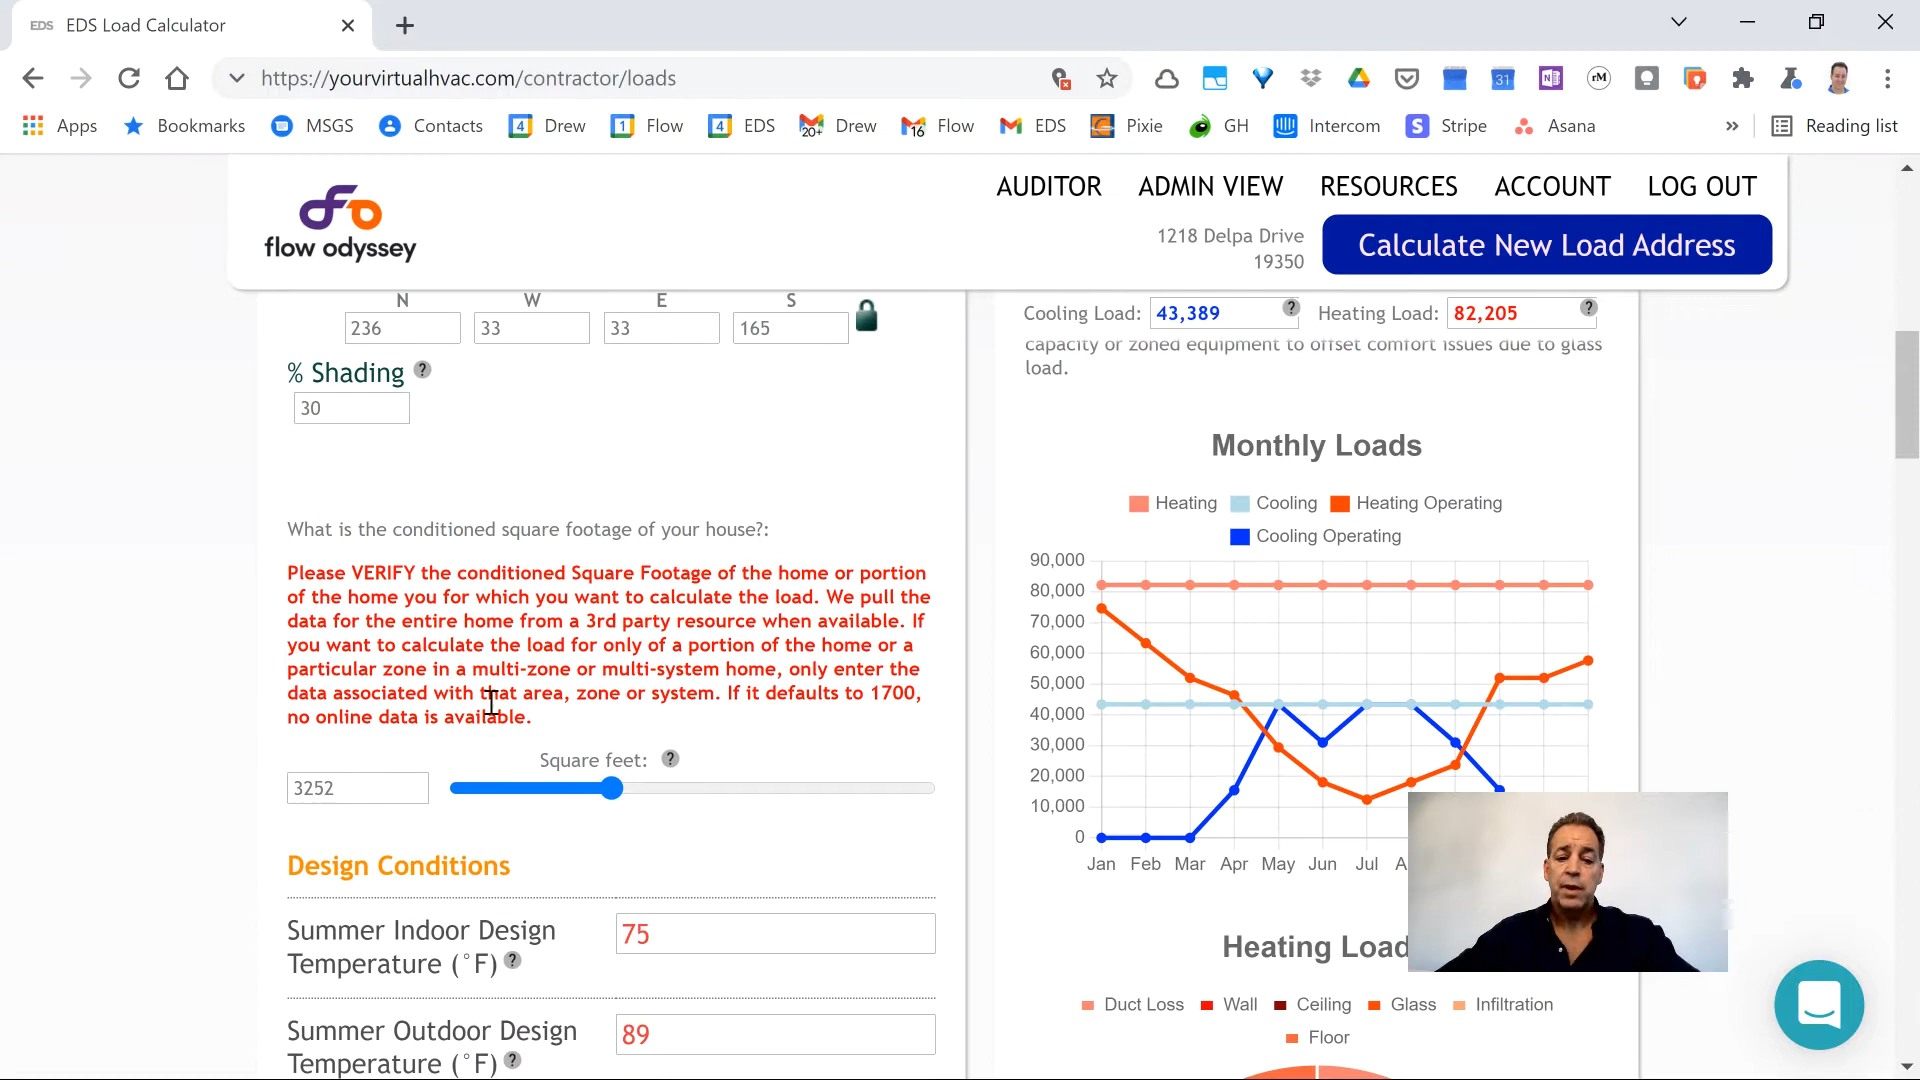 EDS EDS Load Calculator
https://yourvirtualhvac.com/contractor/loads
Apps Bookmarks MSGS Contacts 4 Drew 1 Flow 4 EDS 20+ Drew 16 Flow EDS Pixie GH Intercom Stripe Asana » Reading list
31
rM
flow odyssey
AUDITOR ADMIN VIEW RESOURCES ACCOUNT LOG OUT
1218 Delpa Drive
19350
Calculate New Load Address
N W E S
236 33 33 165
% Shading ?
30
What is the conditioned square footage of your house?:
Please VERIFY the conditioned Square Footage of the home or portion
of the home you for which you want to calculate the load. We pull the
data for the entire home from a 3rd party resource when available. If
you want to calculate the load for only of a portion of the home or a
particular zone in a multi-zone or multi-system home, only enter the
data associated with that area, zone or system. If it defaults to 1700,
no online data is available.
Square feet: ?
3252
Design Conditions
Summer Indoor Design
Temperature (°F) ?
75
Summer Outdoor Design
Temperature (°F) ?
89
Cooling Load: 43,389 ? Heating Load: 82,205 ?
capacity or zoned equipment to offset comfort issues due to glass
load.
Monthly Loads
Heating Cooling Heating Operating
Cooling Operating
90,000
80,000
70,000
60,000
50,000
40,000
30,000
20,000
10,000
0
Jan Feb Mar Apr May Jun Jul A
Heating Load
Duct Loss Wall Ceiling Glass Infiltration
Floor